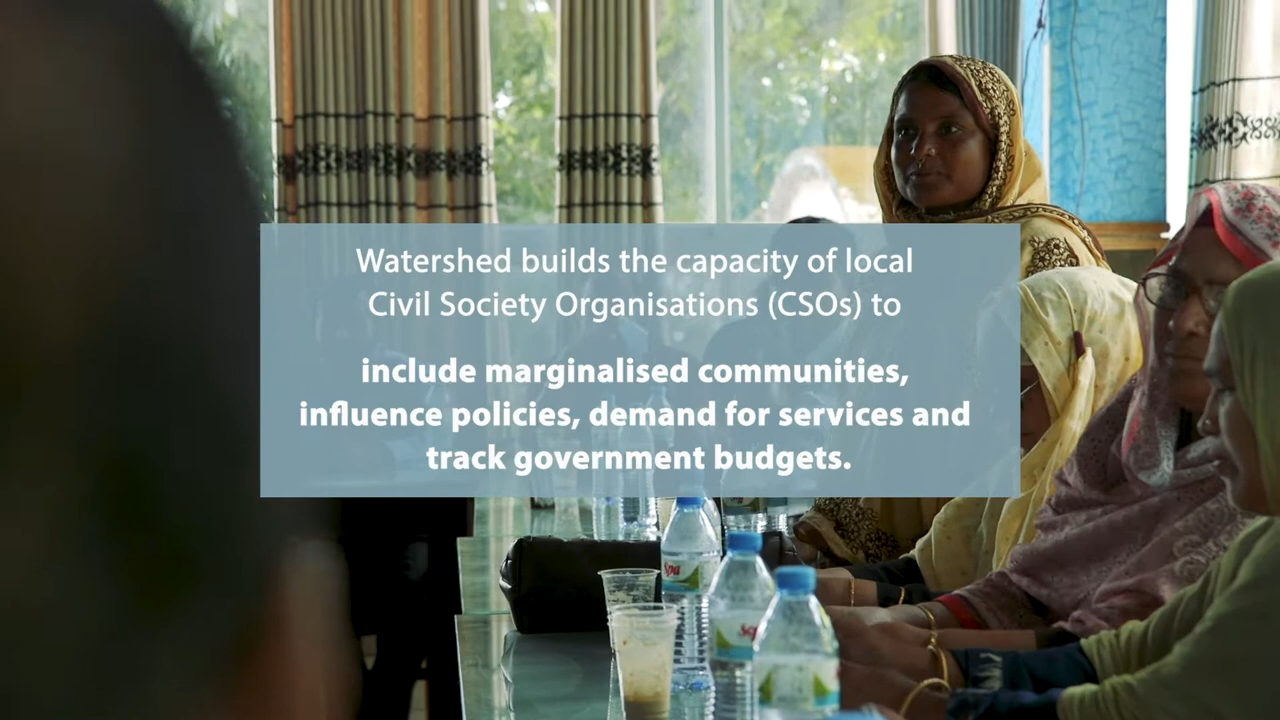 Watershed builds the capacity of local
Civil Society Organisations (CSOs) to
include marginalised communities,
influence policies, demand for services and
track government budgets.
Spa